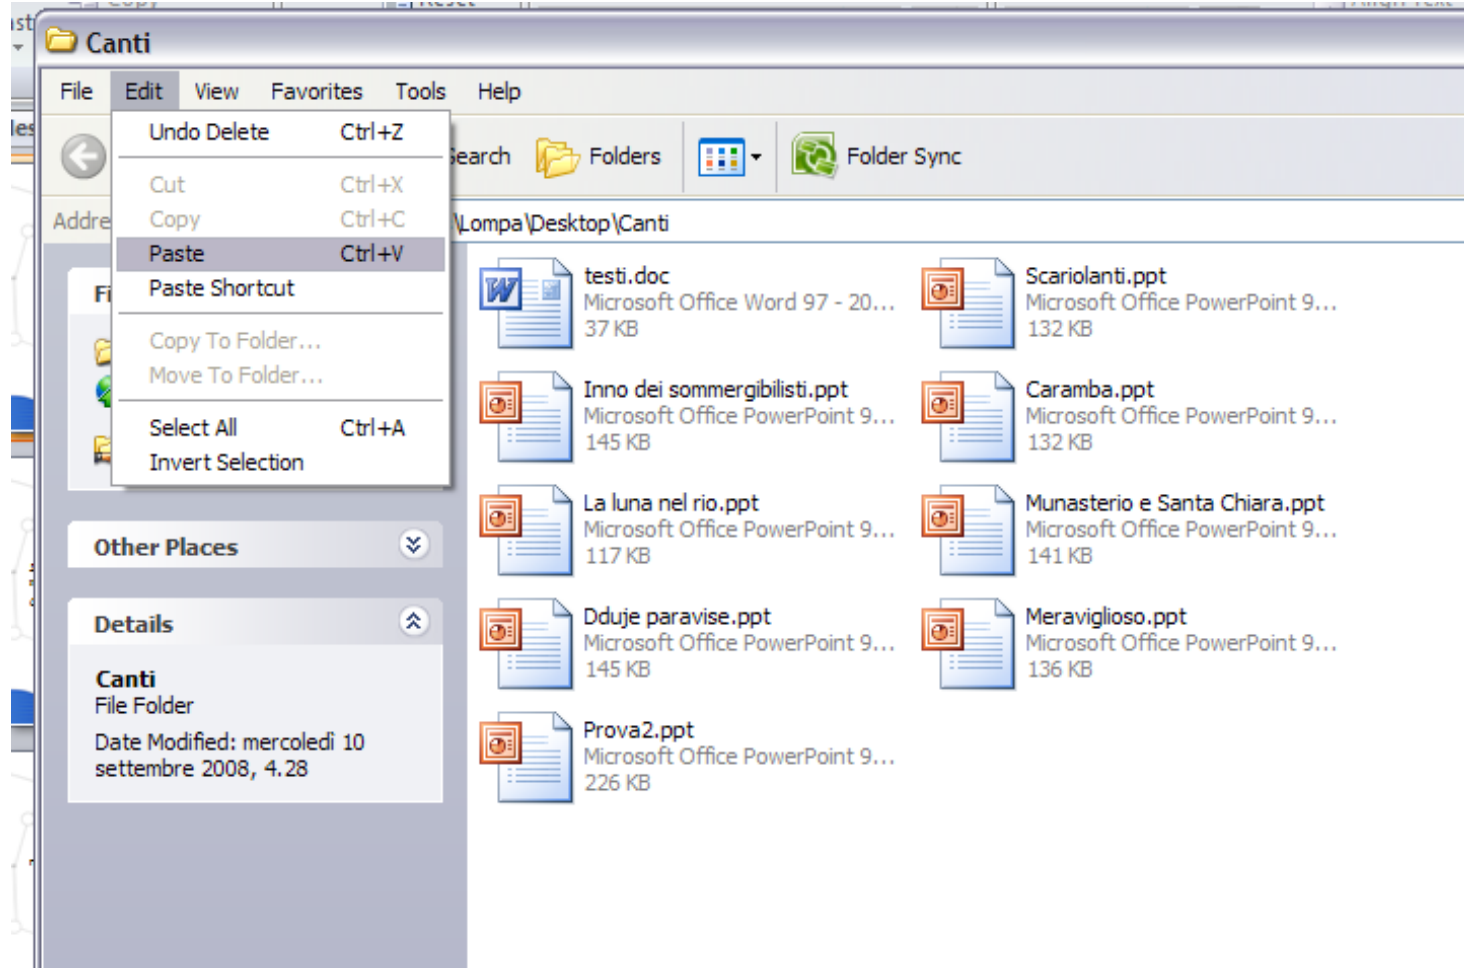 Canti
File Edit View Favorites Tools Help
Undo Delete Ctrl+Z
Search Folders Folder Sync
Cut Ctrl+X
Copy Ctrl+C
\Lompa\Desktop\Canti
Paste Ctrl+V
Paste Shortcut
Copy To Folder...
Move To Folder...
Select All Ctrl+A
Invert Selection
Other Places
Details
Canti
File Folder
Date Modified: mercoledì 10
settembre 2008, 4.28
testi.doc
Microsoft Office Word 97 - 20...
37 KB
Scariolanti.ppt
Microsoft Office PowerPoint 9...
132 KB
Inno dei sommergibilisti.ppt
Microsoft Office PowerPoint 9...
145 KB
Caramba.ppt
Microsoft Office PowerPoint 9...
132 KB
La luna nel rio.ppt
Microsoft Office PowerPoint 9...
117 KB
Munasterio e Santa Chiara.ppt
Microsoft Office PowerPoint 9...
141 KB
Dduje paravise.ppt
Microsoft Office PowerPoint 9...
145 KB
Meraviglioso.ppt
Microsoft Office PowerPoint 9...
136 KB
Prova2.ppt
Microsoft Office PowerPoint 9...
226 KB